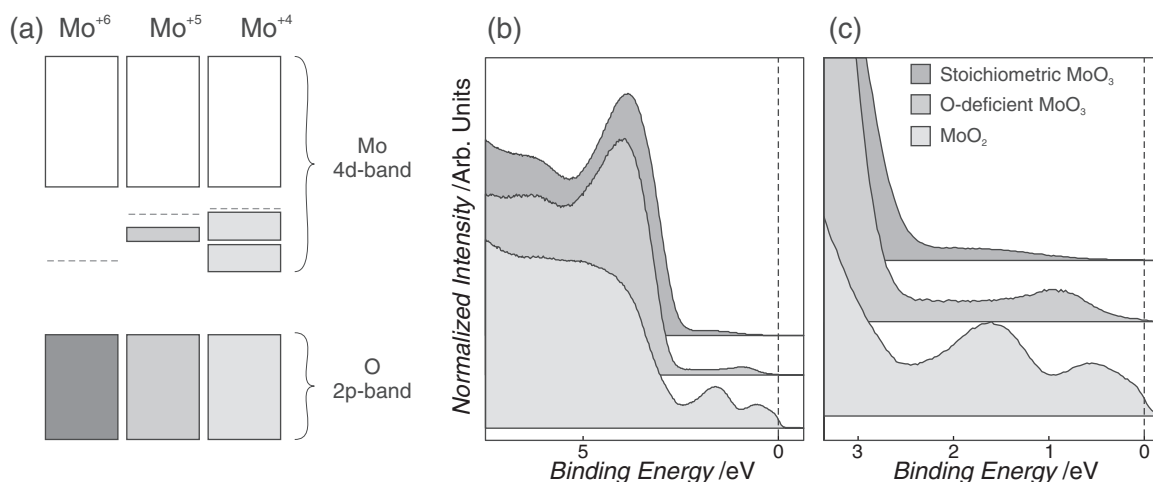 (a)
Mo⁺⁶ Mo⁺⁵ Mo⁺⁴
Mo
4d-band
O
2p-band
(b)
Normalized Intensity /Arb. Units
5 0
Binding Energy /eV
(c)
Stoichiometric MoO₃
O-deficient MoO₃
MoO₂
3 2 1 0
Binding Energy /eV